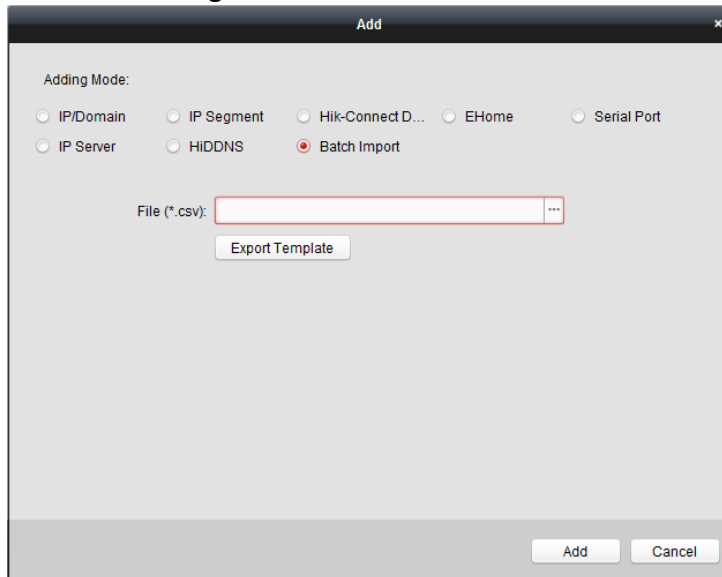 Add
×
Adding Mode:
IP/Domain IP Segment Hik-Connect D... EHome Serial Port
IP Server HiDDNS Batch Import
File (*.csv): ...
Export Template
Add Cancel